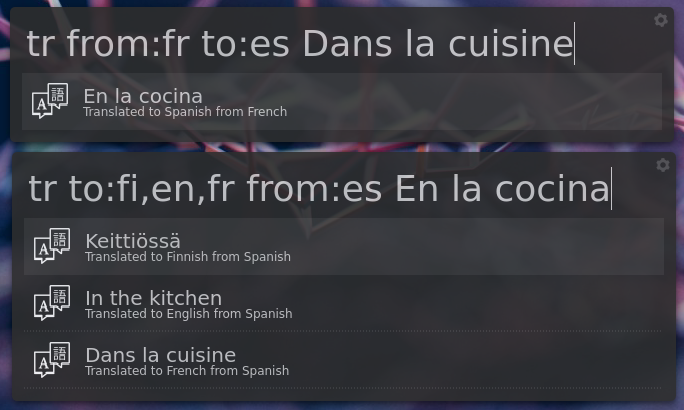 tr from:fr to:es Dans la cuisine
En la cocina
Translated to Spanish from French
tr to:fi,en,fr from:es En la cocina
Keittiössä
Translated to Finnish from Spanish
In the kitchen
Translated to English from Spanish
Dans la cuisine
Translated to French from Spanish